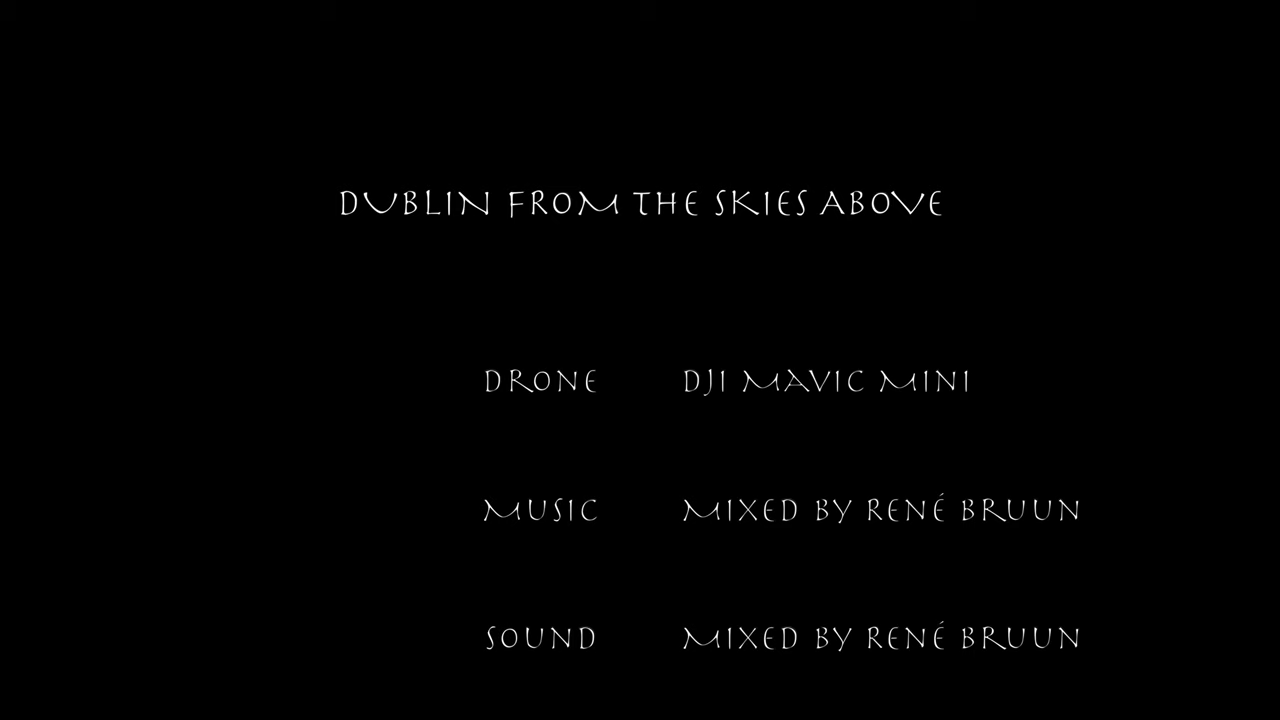 DUBLIN FROM THE SKIES ABOVE
DRONE DJI MAVIC MINI
MUSIC MIXED BY RENÉ BRUUN
SOUND MIXED BY RENÉ BRUUN